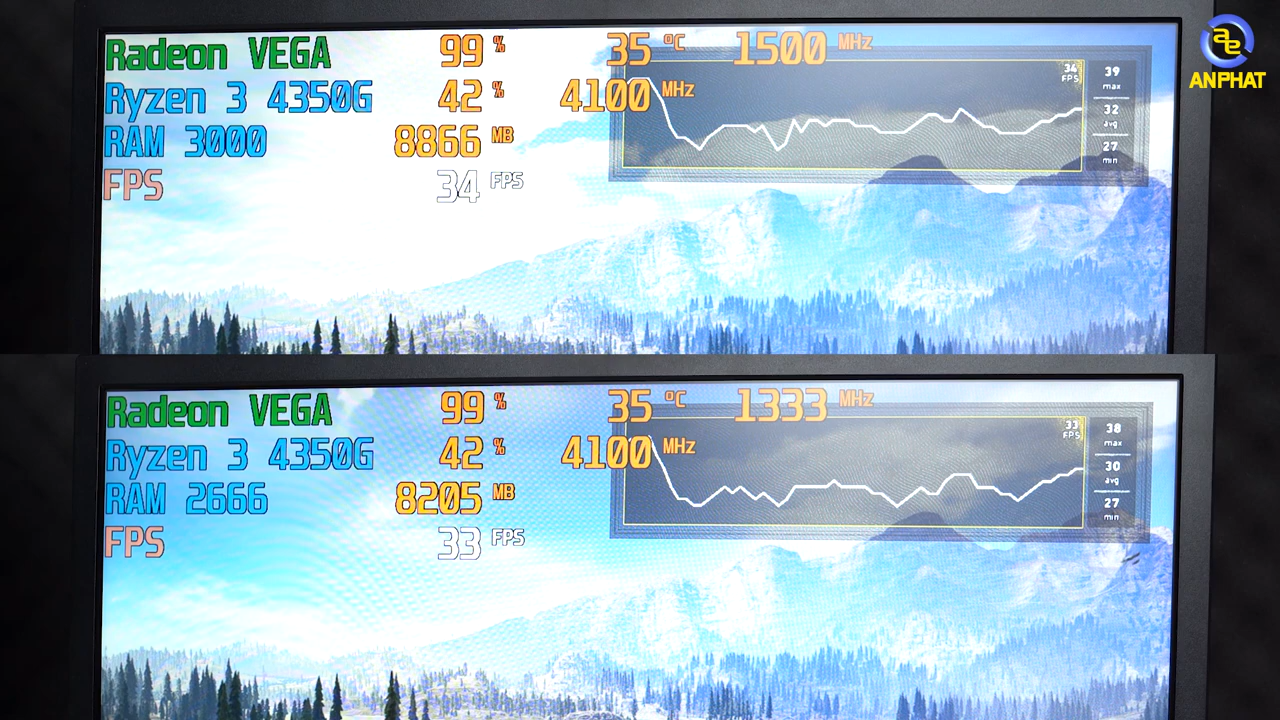 Radeon VEGA 99 % 35 °C 1500 MHz
Ryzen 3 4350G 42 % 4100 MHz
RAM 3000 8866 MB
FPS 34 FPS
34 FPS
39 max
32 avg
27 min
ae
ANPHAT
Radeon VEGA 99 % 35 °C 1333 MHz
Ryzen 3 4350G 42 % 4100 MHz
RAM 2666 8205 MB
FPS 33 FPS
33 FPS
38 max
30 avg
27 min